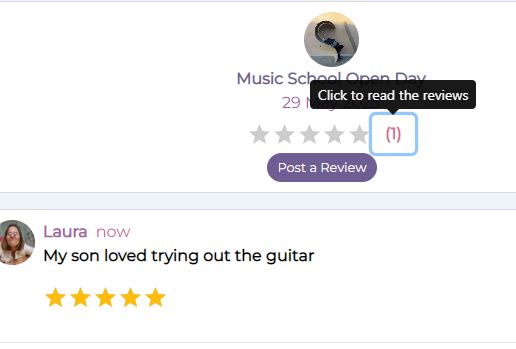 Music School Open Day
Click to read the reviews
29
(1)
Post a Review
Laura now
My son loved trying out the guitar